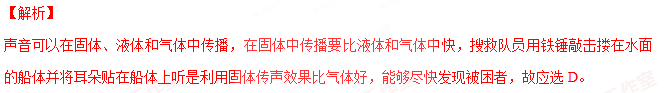 【解析】
声音可以在固体、液体和气体中传播，在固体中传播要比液体和气体中快，搜救队员用铁锤敲击搂在水面
的船体并将耳朵贴在船体上听是利用固体传声效果比气体好，能够尽快发现被困者，故应选 D。